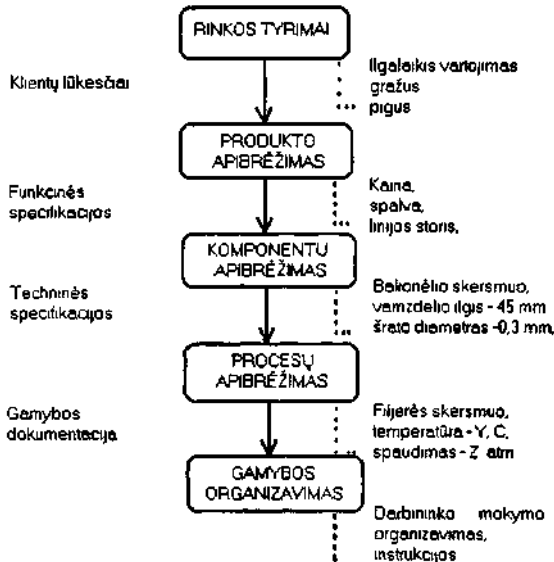 RINKOS TYRIMAI
Klientų lūkesčiai
Ilgalaikis vartojimas
gražus
pigus
PRODUKTO
APIBRĖŽIMAS
Funkcinės
specifikacijos
Kaina,
spalva,
linijos storis,
KOMPONENTŲ
APIBRĖŽIMAS
Techninės
specifikacijos
Balionėlio skersmuo,
vamzdelio ilgis - 45 mm
šrato diametras -0,3 mm,
PROCESŲ
APIBRĖŽIMAS
Gamybos
dokumentacija
Filjerės skersmuo,
temperatūra - Y, C,
spaudimas - Z atm
GAMYBOS
ORGANIZAVIMAS
Darbininko mokymo
organizavimas,
instrukcijos